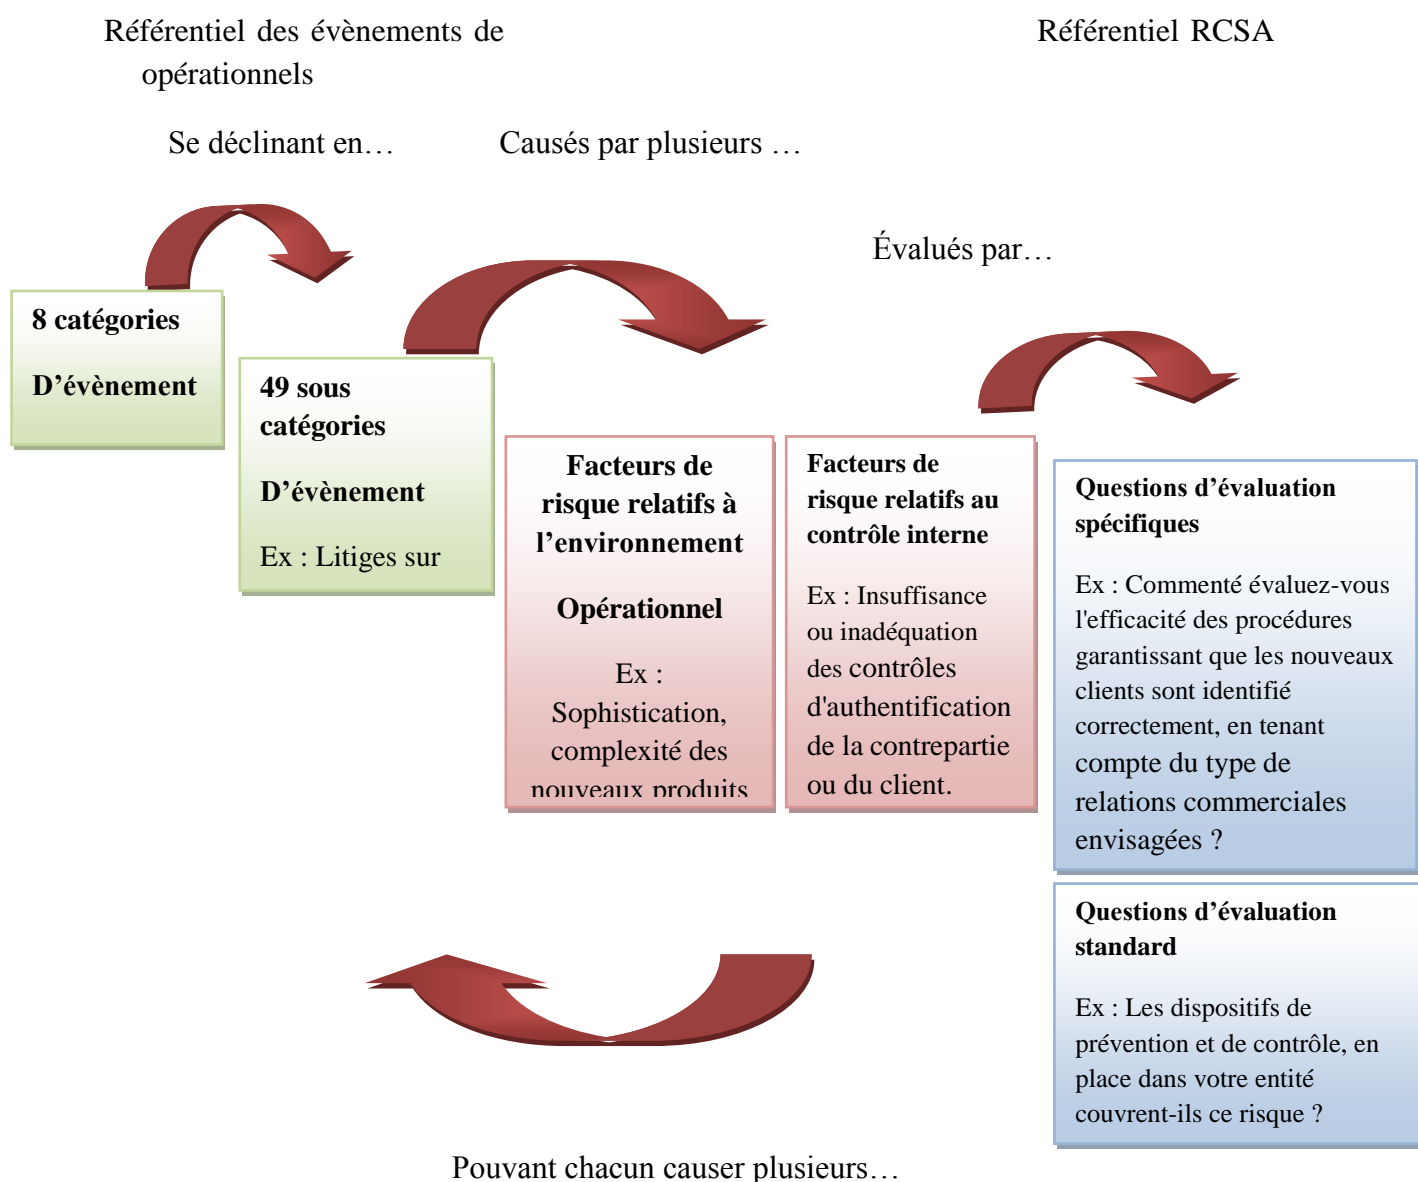 Référentiel des évènements de
opérationnels
Référentiel RCSA
Se déclinant en…
Causés par plusieurs …
Évalués par…
8 catégories
D’évènement
49 sous
catégories
D’évènement
Ex : Litiges sur
Facteurs de
risque relatifs à
l’environnement
Opérationnel
Ex :
Sophistication,
complexité des
nouveaux produits
Facteurs de
risque relatifs au
contrôle interne
Ex : Insuffisance
ou inadéquation
des contrôles
d'authentification
de la contrepartie
ou du client.
Questions d’évaluation
spécifiques
Ex : Commenté évaluez-vous
l'efficacité des procédures
garantissant que les nouveaux
clients sont identifié
correctement, en tenant
compte du type de
relations commerciales
envisagées ?
Questions d’évaluation
standard
Ex : Les dispositifs de
prévention et de contrôle, en
place dans votre entité
couvrent-ils ce risque ?
Pouvant chacun causer plusieurs…